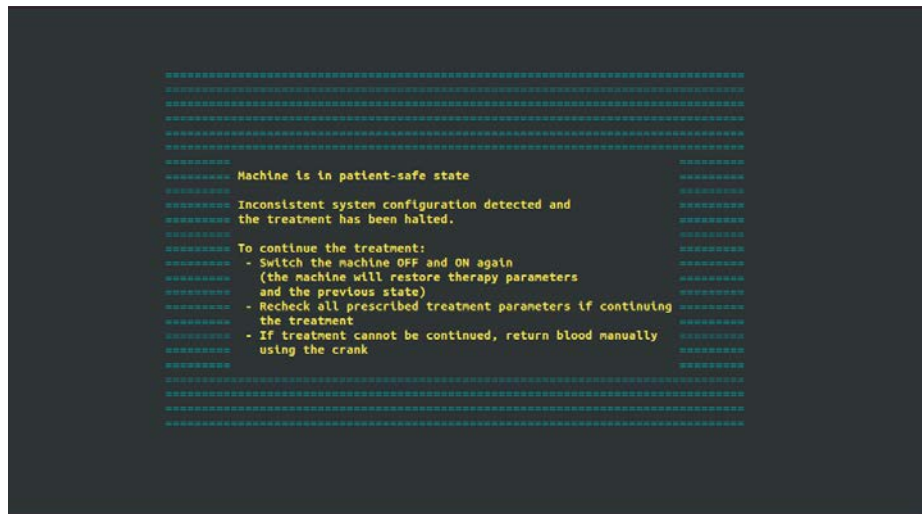 Machine is in patient-safe state
Inconsistent system configuration detected and
the treatment has been halted.
To continue the treatment:
- Switch the machine OFF and ON again
(the machine will restore therapy parameters
and the previous state)
- Recheck all prescribed treatment parameters if continuing
the treatment
- If treatment cannot be continued, return blood manually
using the crank